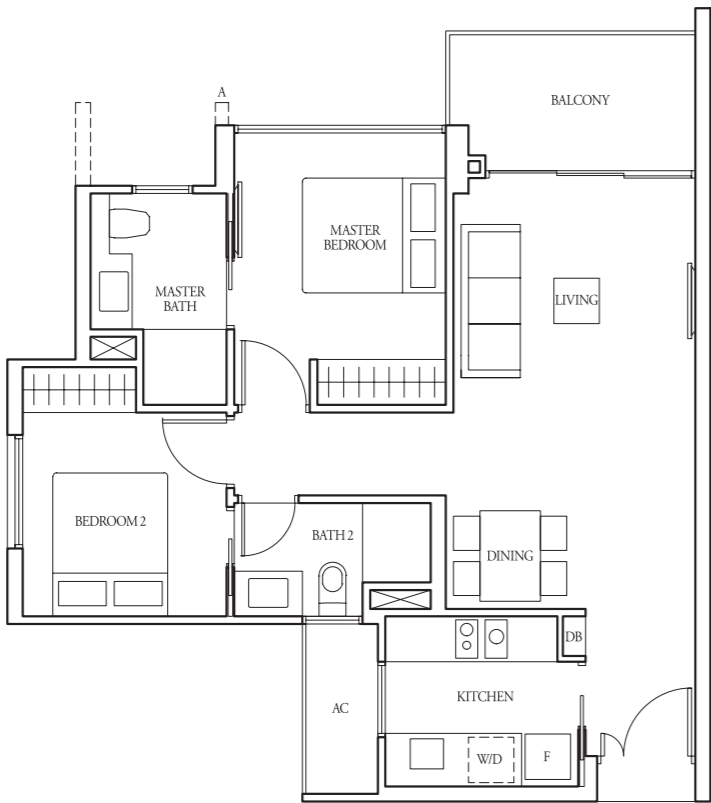 A
BALCONY
MASTER
BEDROOM
MASTER
BATH
LIVING
BEDROOM 2
BATH 2
DINING
DB
KITCHEN
AC
W/D
F